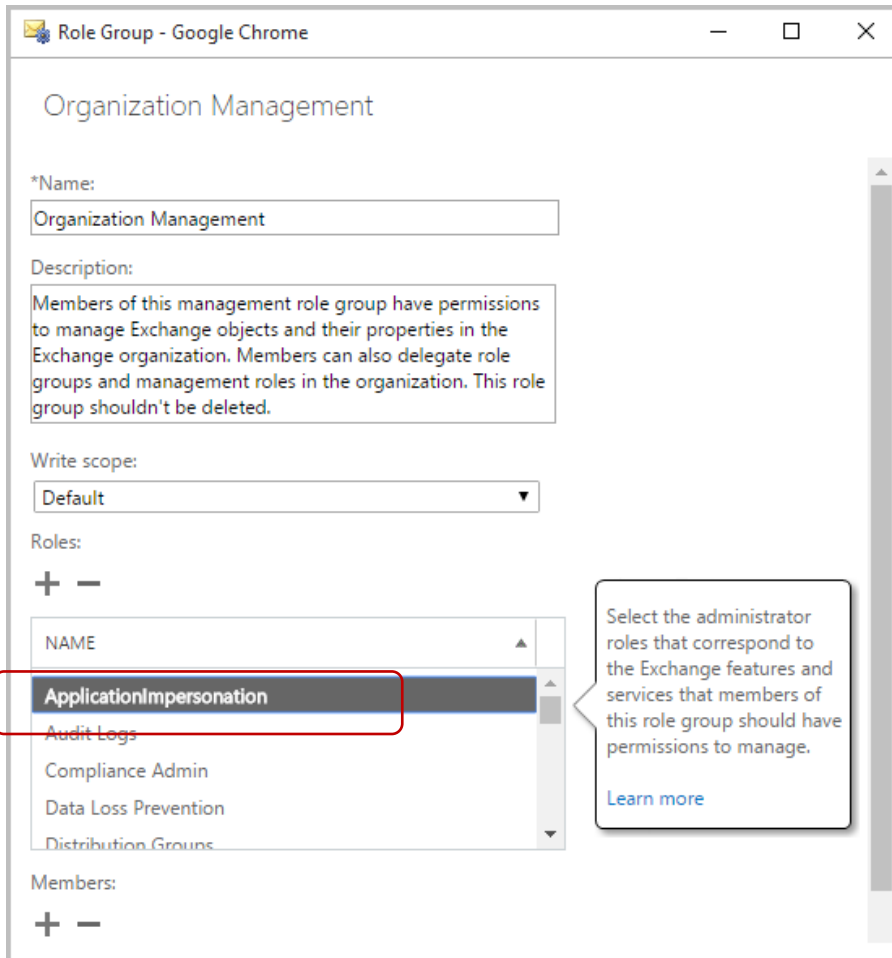 Role Group - Google Chrome
Organization Management
*Name:
Organization Management
Description:
Members of this management role group have permissions
to manage Exchange objects and their properties in the
Exchange organization. Members can also delegate role
groups and management roles in the organization. This role
group shouldn't be deleted.
Write scope:
Default
Roles:
NAME
ApplicationImpersonation
Audit Logs
Compliance Admin
Data Loss Prevention
Distribution Groups
Select the administrator
roles that correspond to
the Exchange features and
services that members of
this role group should have
permissions to manage.
Learn more
Members: